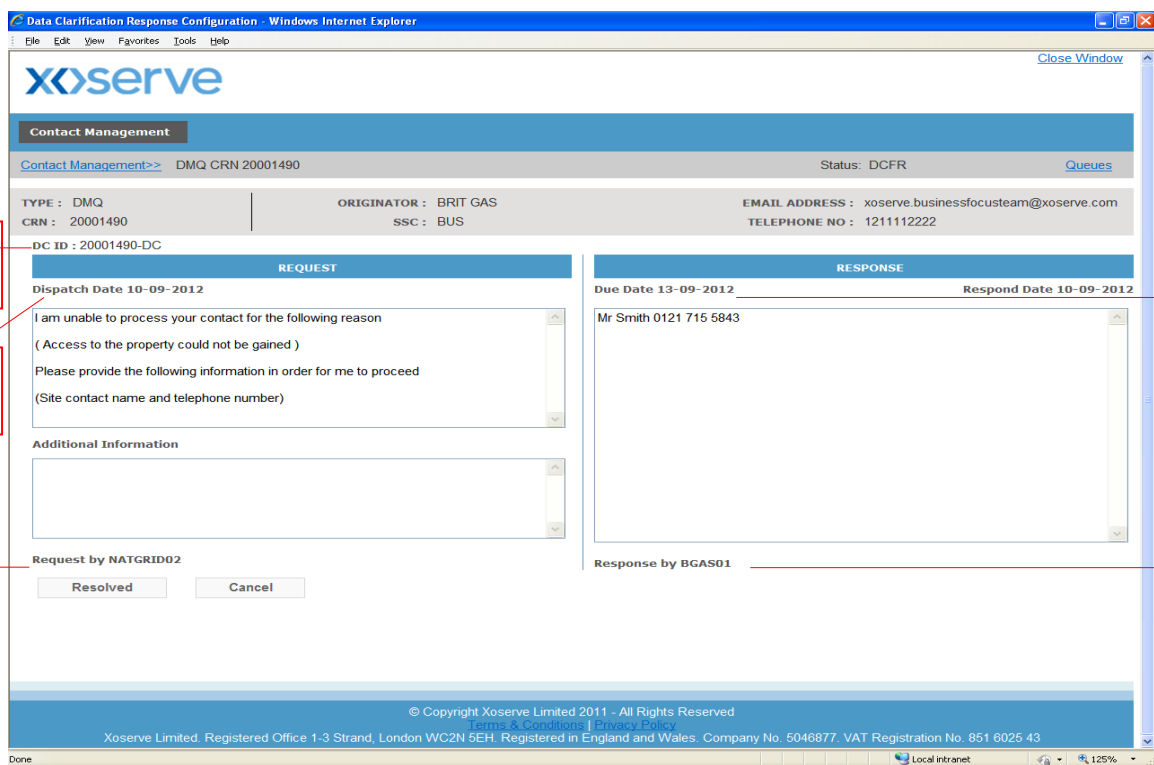 Data Clarification Response Configuration - Windows Internet Explorer
File Edit View Favorites Tools Help
Close Window
xoserve
Contact Management
Contact Management>> DMQ CRN 20001490 Status: DCFR Queues
TYPE : DMQ ORIGINATOR : BRIT GAS EMAIL ADDRESS : xoserve.businessfocusteam@xoserve.com
CRN : 20001490 SSC : BUS TELEPHONE NO : 1211112222
DC ID : 20001490-DC
REQUEST
Dispatch Date 10-09-2012
I am unable to process your contact for the following reason
( Access to the property could not be gained )
Please provide the following information in order for me to proceed
(Site contact name and telephone number)
Additional Information
Request by NATGRID02
Resolved Cancel
RESPONSE
Due Date 13-09-2012 Respond Date 10-09-2012
Mr Smith 0121 715 5843
Response by BGAS01
© Copyright Xoserve Limited 2011 - All Rights Reserved
Terms & Conditions | Privacy Policy
Xoserve Limited. Registered Office 1-3 Strand, London WC2N 5EH. Registered in England and Wales. Company No. 5046877. VAT Registration No. 851 6025 43
Done Local intranet 125%